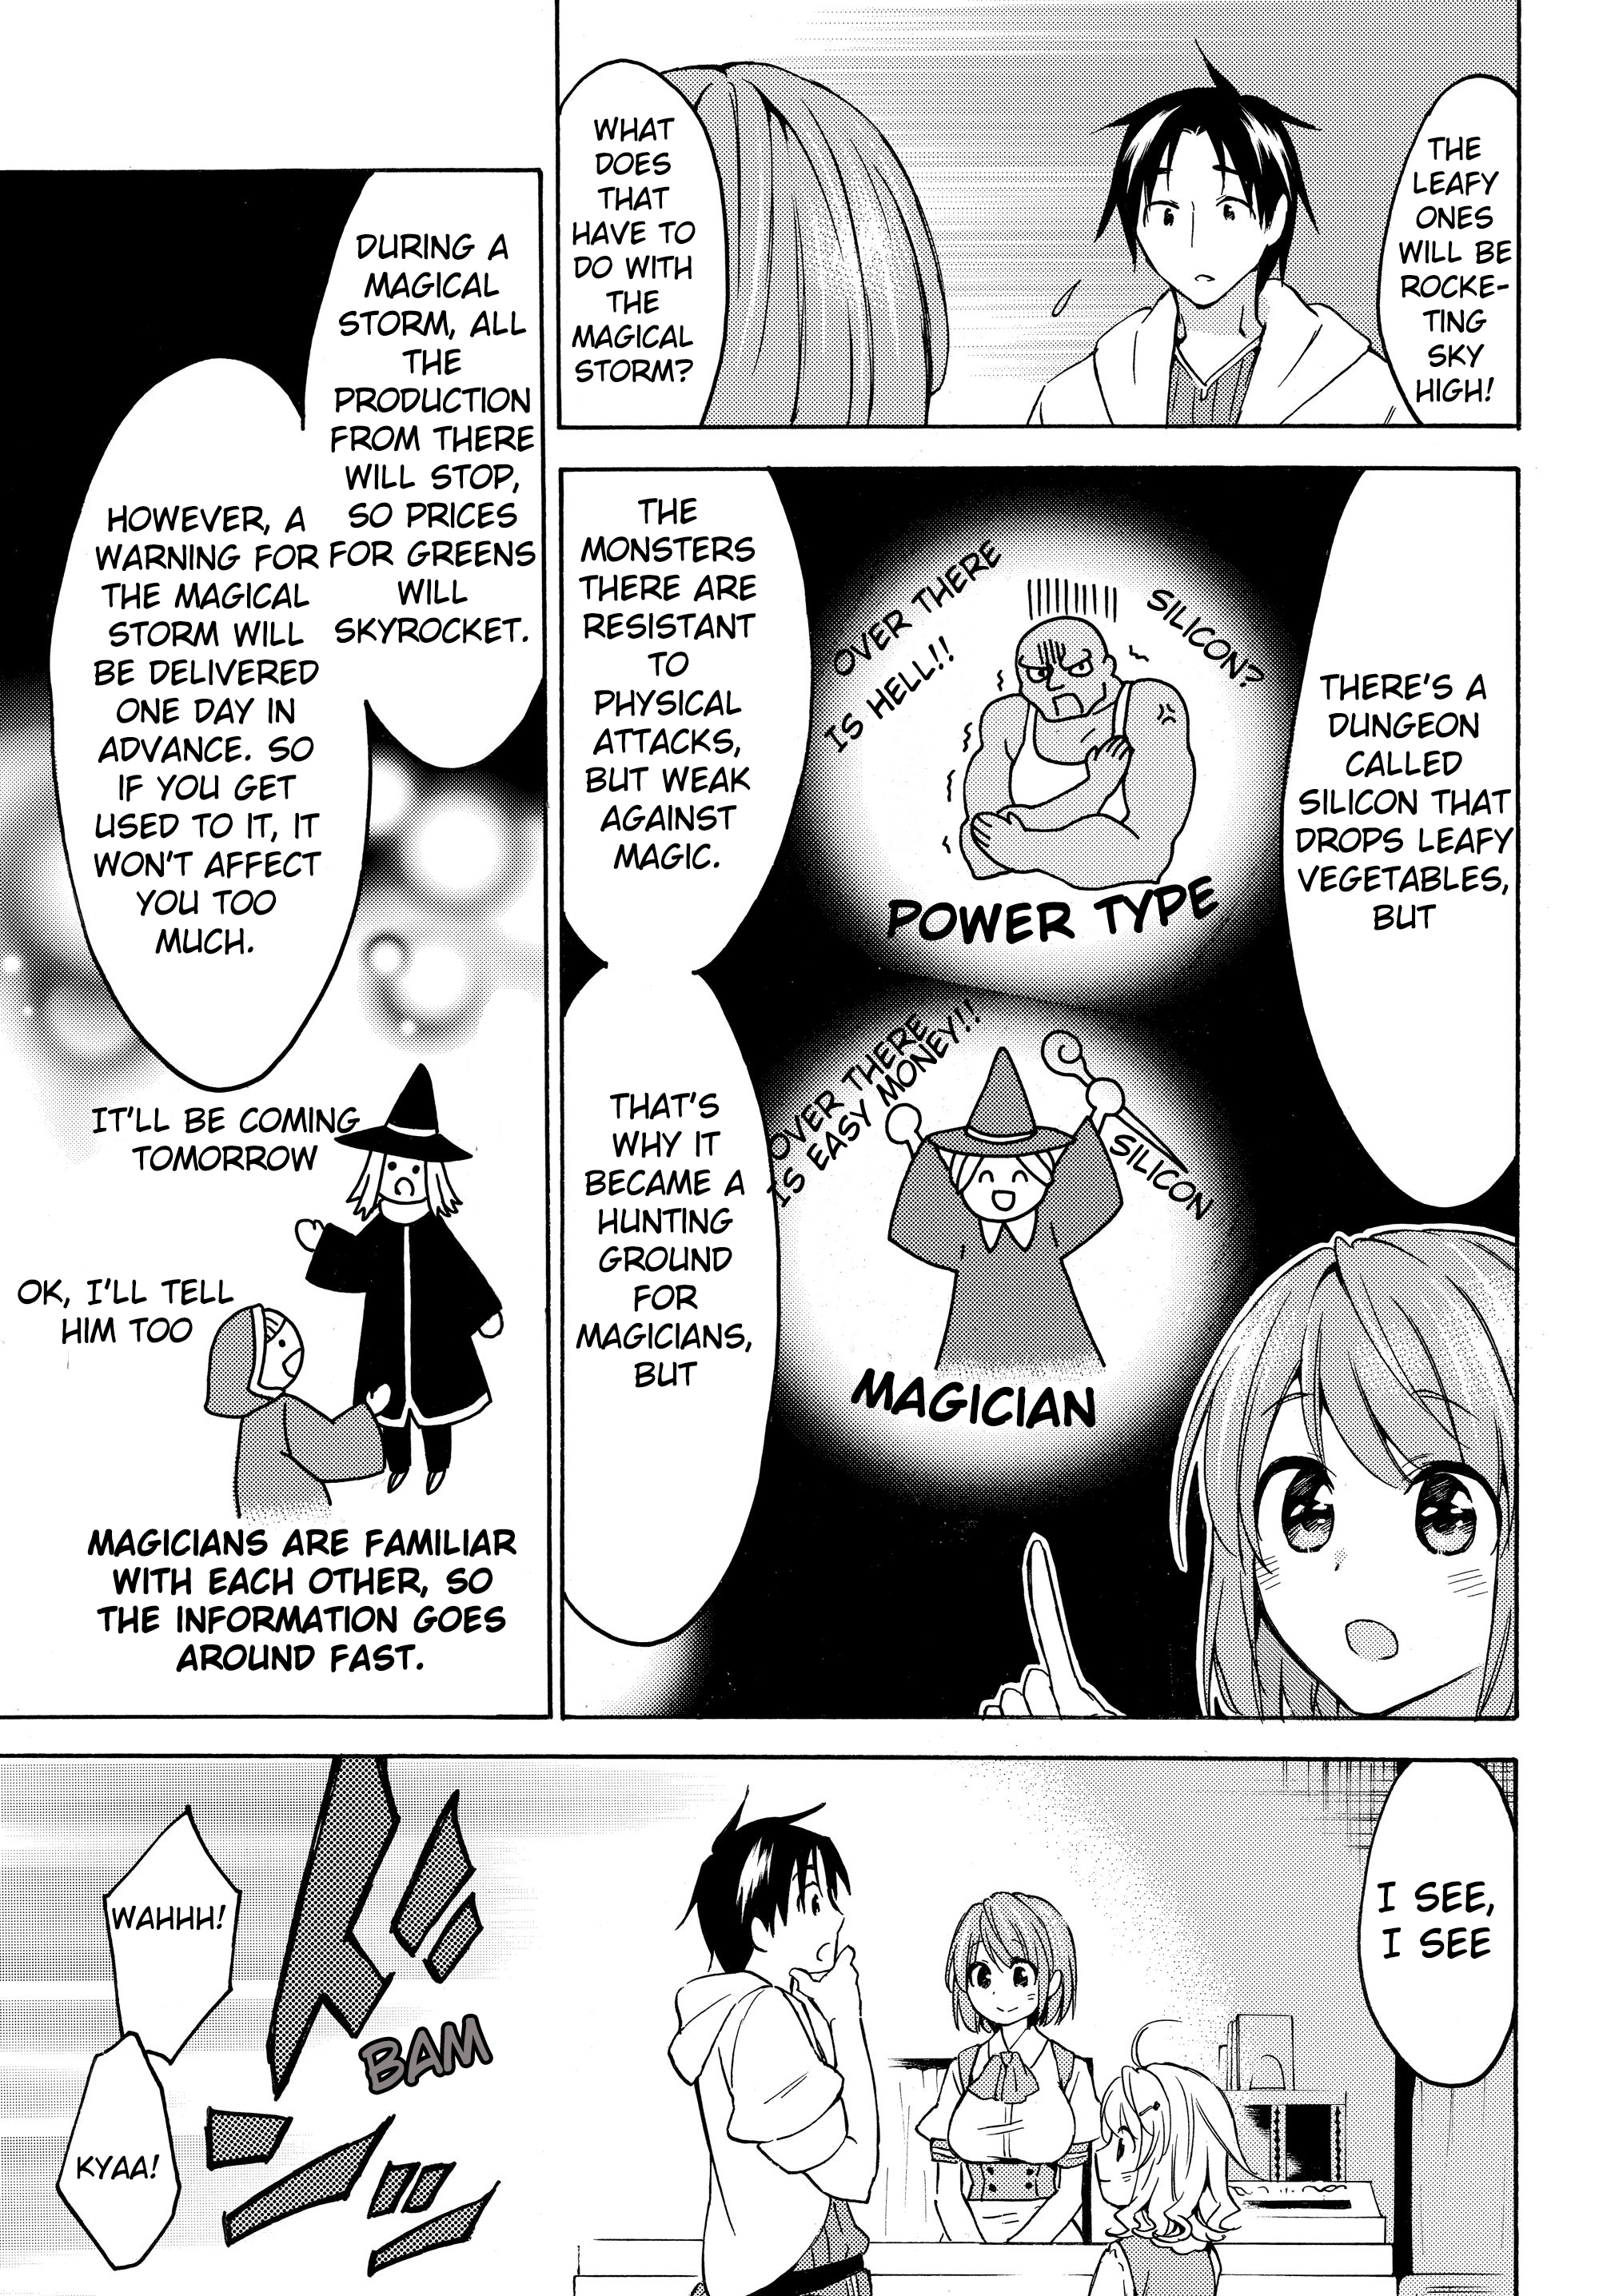 THE
LEAFY
ONES
WILL BE
ROCKE-
TING
SKY
HIGH!
WHAT
DOES
THAT
HAVE TO
DO WITH
THE
MAGICAL
STORM?
THERE'S A
DUNGEON
CALLED
SILICON THAT
DROPS LEAFY
VEGETABLES,
BUT
SILICON?
OVER THERE
IS HELL!!
POWER TYPE
THE
MONSTERS
THERE ARE
RESISTANT
TO
PHYSICAL
ATTACKS,
BUT WEAK
AGAINST
MAGIC.
SILICON
OVER THERE
IS EASY MONEY!!
MAGICIAN
THAT'S
WHY IT
BECAME A
HUNTING
GROUND
FOR
MAGICIANS,
BUT
DURING A
MAGICAL
STORM, ALL
THE
PRODUCTION
FROM THERE
WILL STOP,
SO PRICES
FOR GREENS
WILL
SKYROCKET.
HOWEVER, A
WARNING FOR
THE MAGICAL
STORM WILL
BE DELIVERED
ONE DAY IN
ADVANCE. SO
IF YOU GET
USED TO IT, IT
WON'T AFFECT
YOU TOO
MUCH.
IT'LL BE COMING
TOMORROW
OK, I'LL TELL
HIM TOO
MAGICIANS ARE FAMILIAR
WITH EACH OTHER, SO
THE INFORMATION GOES
AROUND FAST.
I SEE,
I SEE
ドシーンッ
BAM
WAHHH!
KYAA!